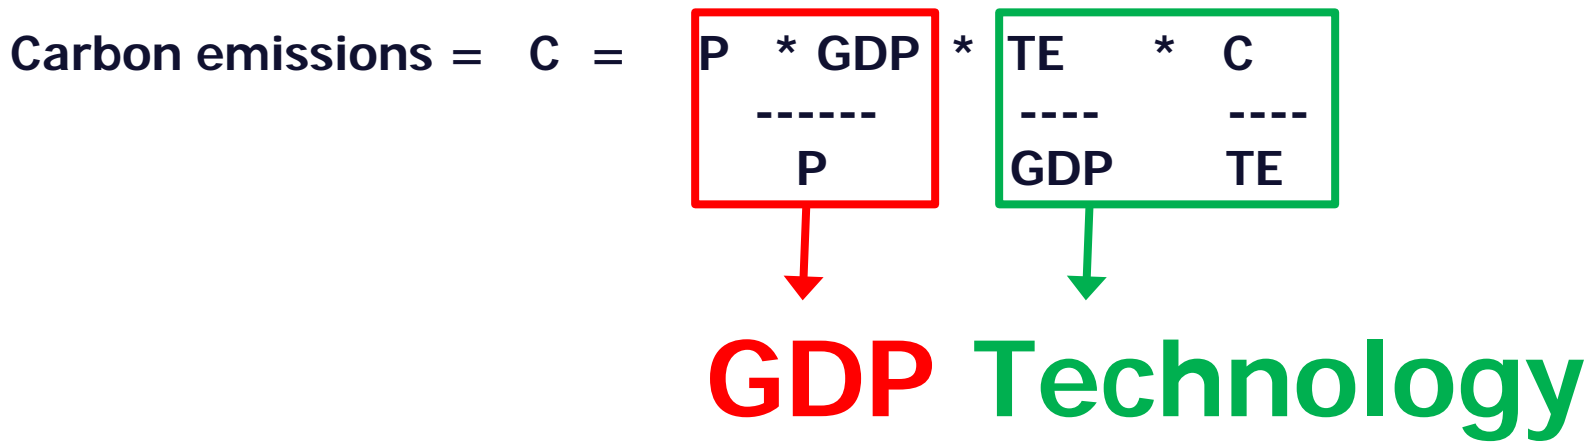 Carbon emissions = C = P * GDP * TE * C
------ ---- ----
P GDP TE
GDP Technology